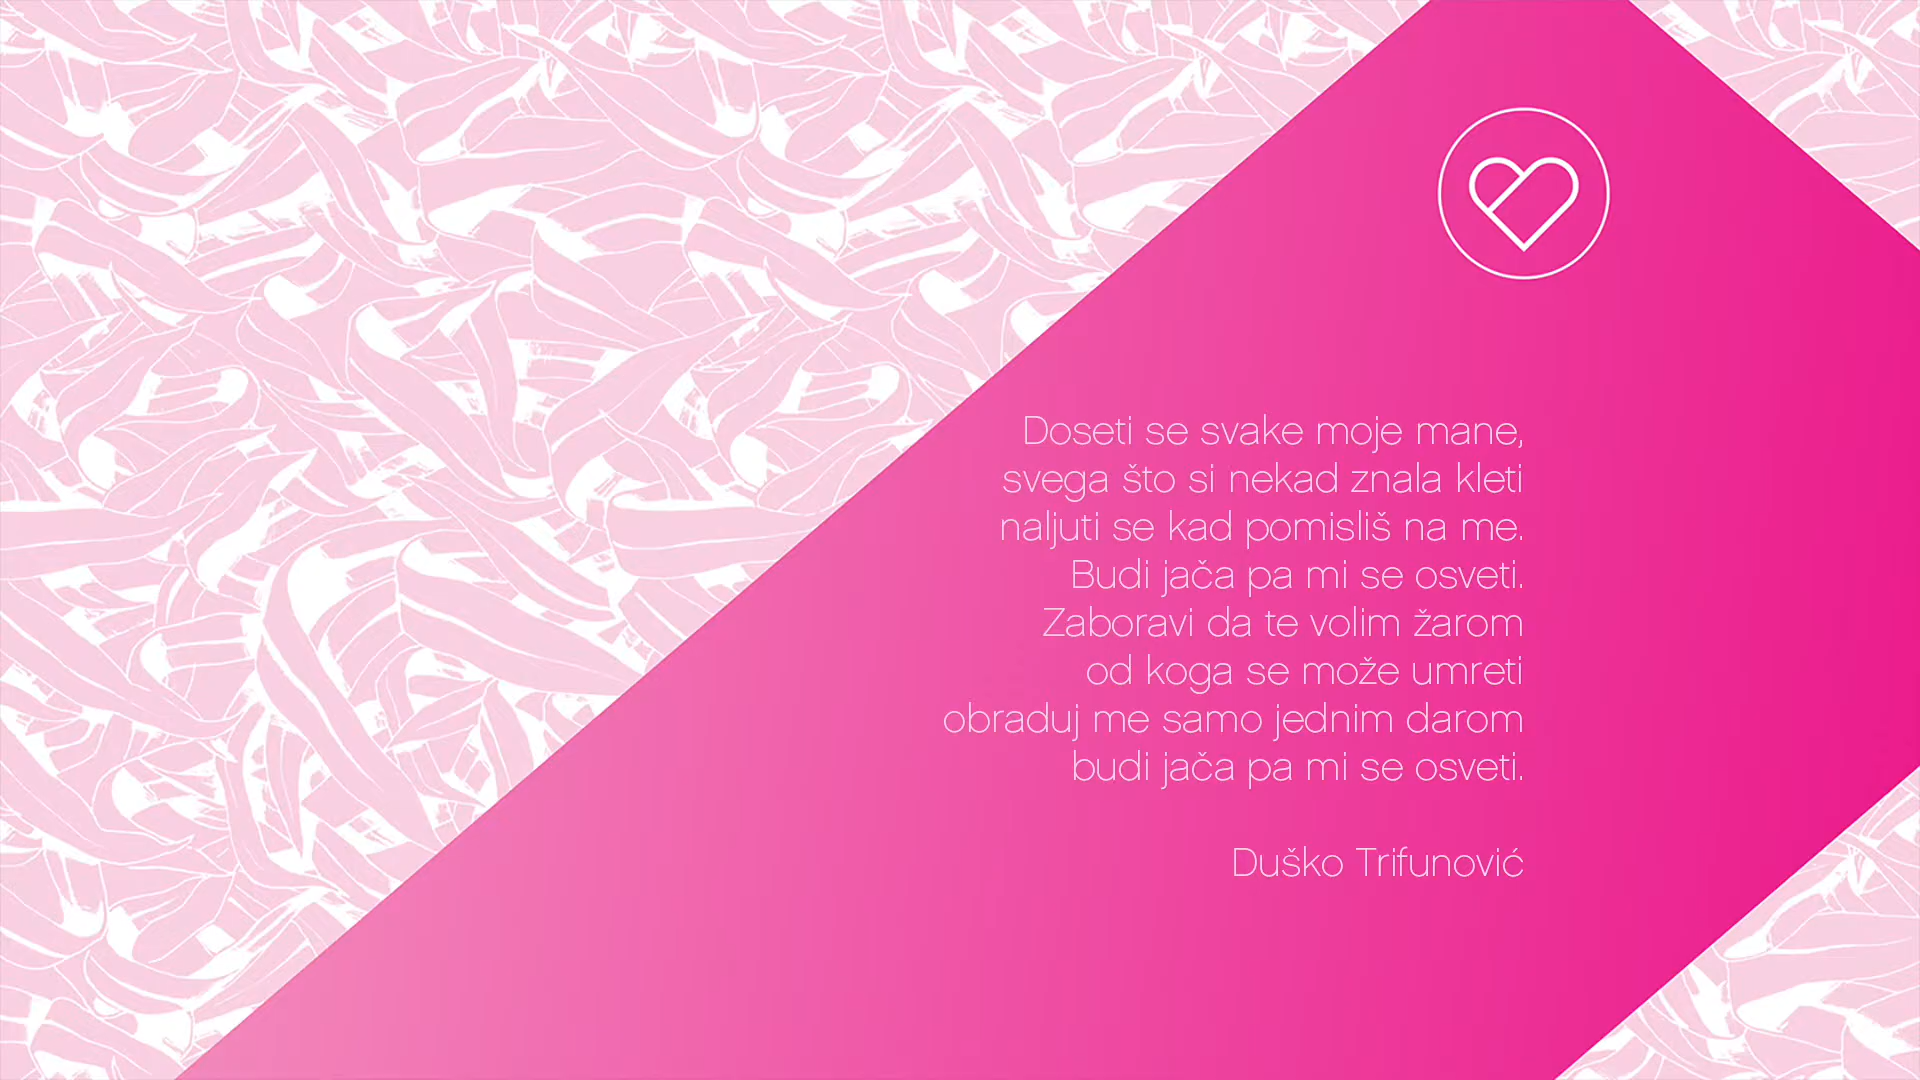 Doseti se svake moje mane,
svega što si nekad znala kleti
naljuti se kad pomisliš na me.
Budi jača pa mi se osveti.
Zaboravi da te volim žarom
od koga se može umreti
obraduj me samo jednim darom
budi jača pa mi se osveti.
Duško Trifunović